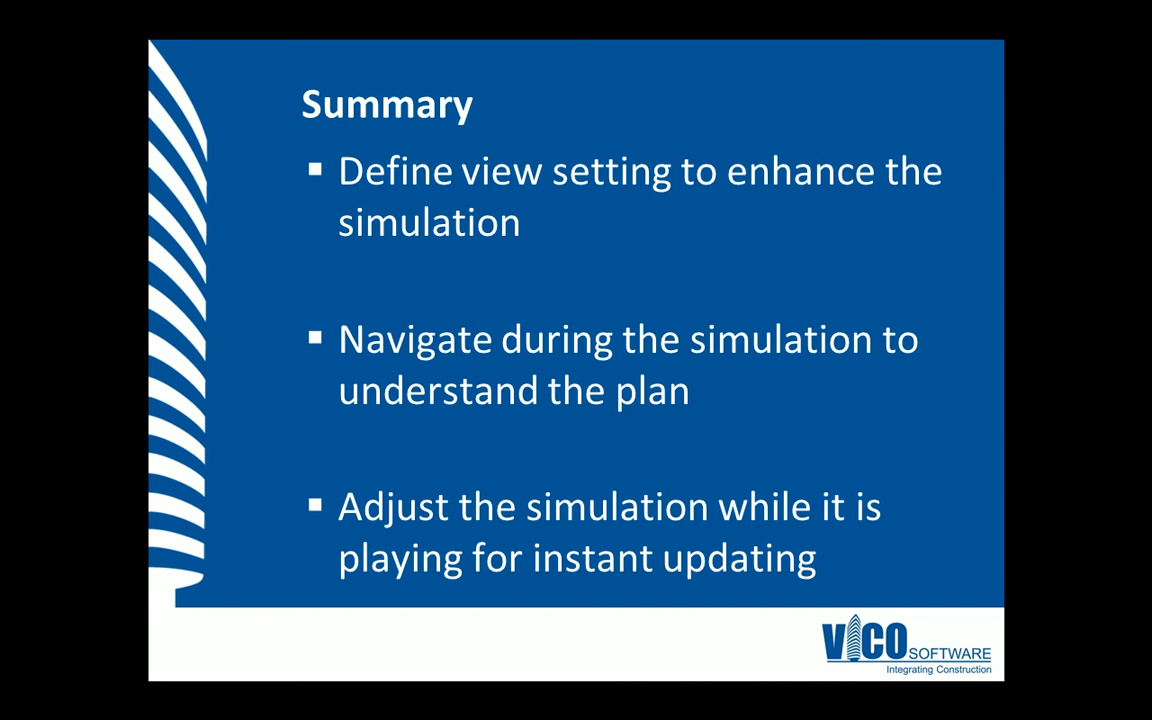 Summary
Define view setting to enhance the
simulation
Navigate during the simulation to
understand the plan
Adjust the simulation while it is
playing for instant updating
VICO SOFTWARE
Integrating Construction